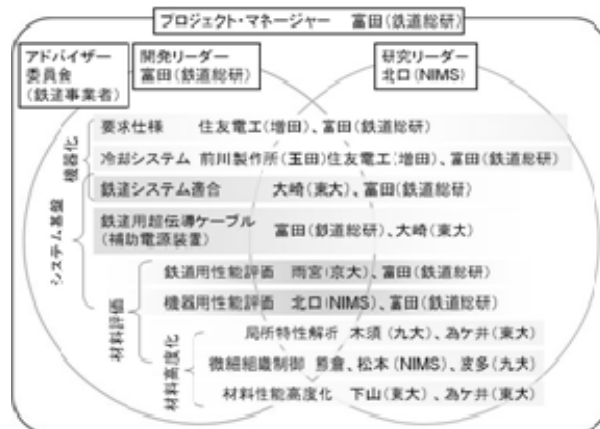 プロジェクト・マネージャー 富田(鉄道総研)
アドバイザー
委員会
(鉄道事業者)
開発リーダー
富田(鉄道総研)
研究リーダー
北口(NIMS)
機器化
要求仕様 住友電工(増田)、富田(鉄道総研)
冷却システム 前川製作所(玉田)住友電工(増田)、富田(鉄道総研)
システム基盤
鉄道システム適合 大崎(東大)、富田(鉄道総研)
鉄道用超伝導ケーブル
(補助電源装置)
富田(鉄道総研)、大崎(東大)
材料評価
鉄道用性能評価 雨宮(京大)、富田(鉄道総研)
機器用性能評価 北口(NIMS)、富田(鉄道総研)
材料高度化
局所特性解析 木須(九大)、為ケ井(東大)
微細組織制御 熊倉、松本(NIMS)、波多(九大)
材料性能高度化 下山(東大)、為ケ井(東大)